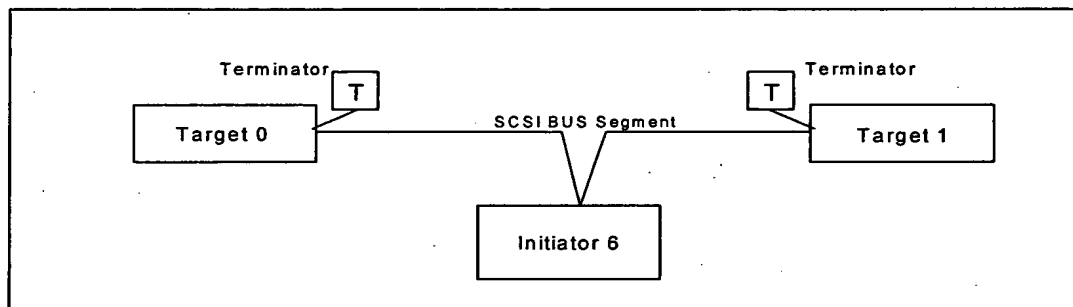 Terminator
T
Target 0
SCSI BUS Segment
Terminator
T
Target 1
Initiator 6